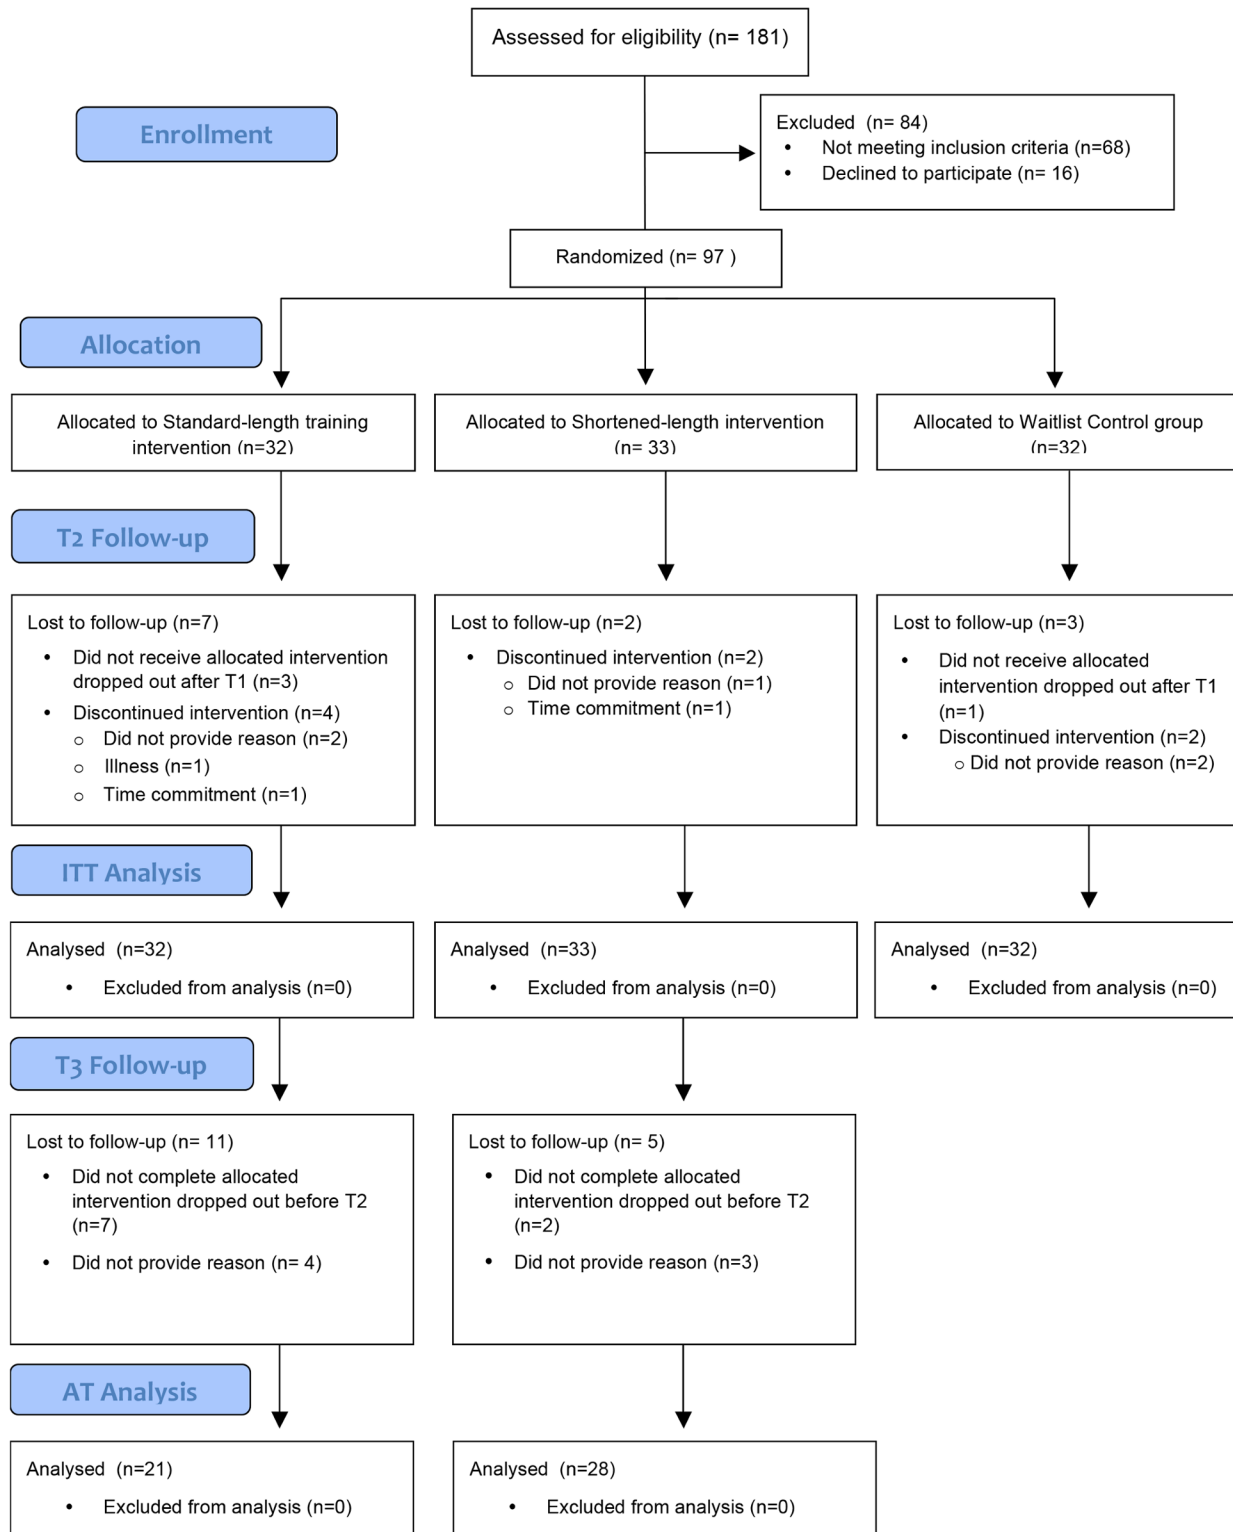 Assessed for eligibility (n= 181)
Enrollment
Excluded  (n= 84)
• Not meeting inclusion criteria (n=68)
• Declined to participate (n= 16)
Randomized (n= 97 )
Allocation
Allocated to Standard-length training
intervention (n=32)
Allocated to Shortened-length intervention
(n= 33)
Allocated to Waitlist Control group
(n=32)
T2 Follow-up
Lost to follow-up (n=7)
• Did not receive allocated intervention
dropped out after T1 (n=3)
• Discontinued intervention (n=4)
o Did not provide reason (n=2)
o Illness (n=1)
o Time commitment (n=1)
Lost to follow-up (n=2)
• Discontinued intervention (n=2)
o Did not provide reason (n=1)
o Time commitment (n=1)
Lost to follow-up (n=3)
• Did not receive allocated
intervention dropped out after T1
(n=1)
• Discontinued intervention (n=2)
o Did not provide reason (n=2)
ITT Analysis
Analysed  (n=32)
• Excluded from analysis (n=0)
Analysed  (n=33)
• Excluded from analysis (n=0)
Analysed  (n=32)
• Excluded from analysis (n=0)
T3 Follow-up
Lost to follow-up (n= 11)
• Did not complete allocated
intervention dropped out before T2
(n=7)
• Did not provide reason (n= 4)
Lost to follow-up (n= 5)
• Did not complete allocated
intervention dropped out before T2
(n=2)
• Did not provide reason (n=3)
AT Analysis
Analysed  (n=21)
• Excluded from analysis (n=0)
Analysed  (n=28)
• Excluded from analysis (n=0)